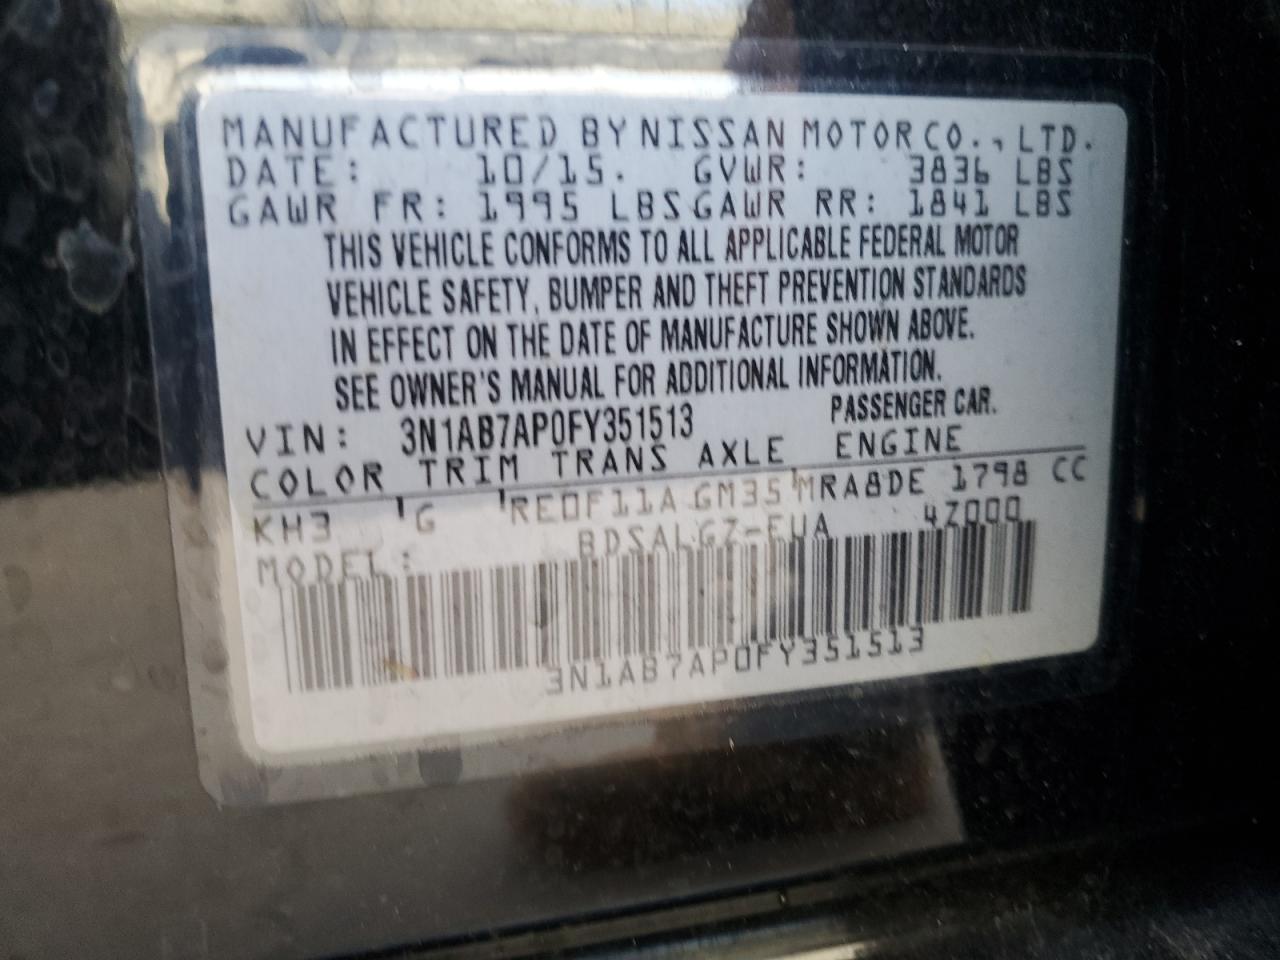 MANUFACTURED BY NISSAN MOTOR CO., LTD.
DATE: 10/15. GVWR: 3836 LBS
GAWR FR: 1995 LBS GAWR RR: 1841 LBS
THIS VEHICLE CONFORMS TO ALL APPLICABLE FEDERAL MOTOR
VEHICLE SAFETY, BUMPER AND THEFT PREVENTION STANDARDS
IN EFFECT ON THE DATE OF MANUFACTURE SHOWN ABOVE.
SEE OWNER'S MANUAL FOR ADDITIONAL INFORMATION.
VIN: 3N1AB7AP0FY351513 PASSENGER CAR.
COLOR TRIM TRANS AXLE ENGINE
KH3 'G 'RE0F11A GM35 'MRA8DE 1798 CC
MODEL: BDSALGZ-EUA 4Z000
3N1AB7AP0FY351513